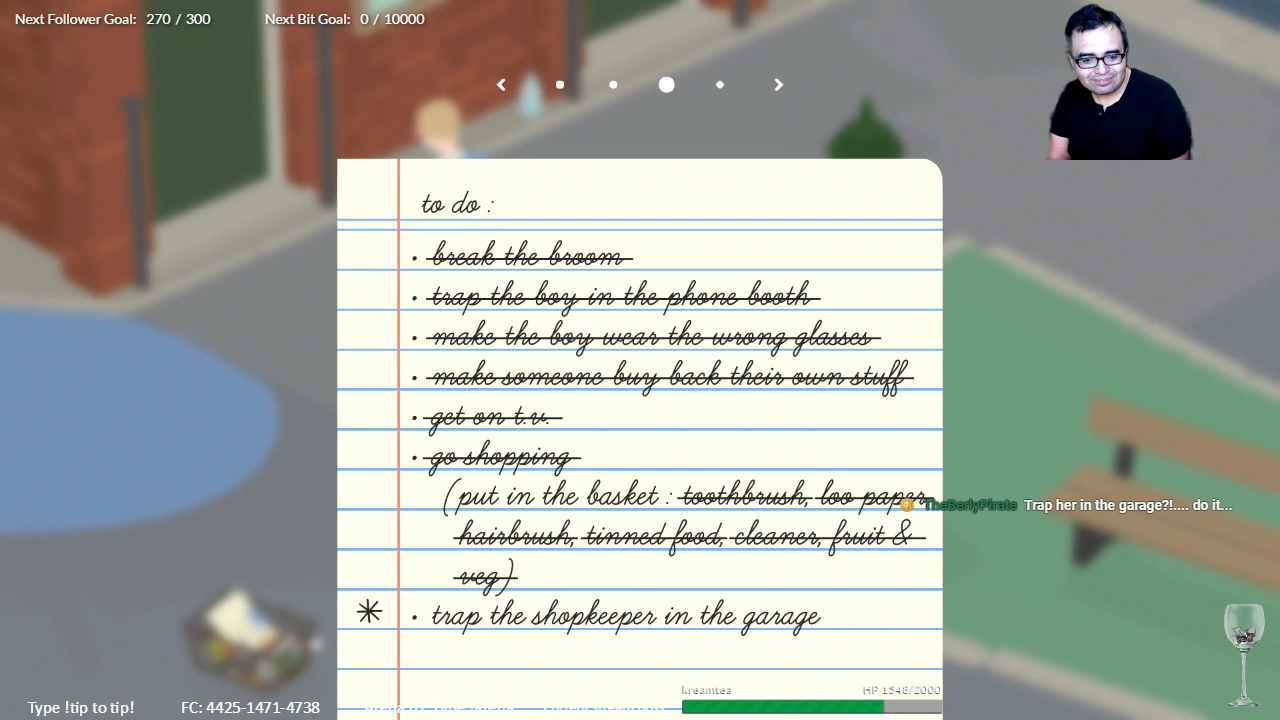 Next Follower Goal: 270 / 300 Next Bit Goal: 0 / 10000
to do :
• break the broom
• trap the boy in the phone booth
• make the boy wear the wrong glasses
• make someone buy back their own stuff
• get on t.v.
• go shopping
(put in the basket : toothbrush, loo paper,
hairbrush, tinned food, cleaner, fruit &
veg)
TheBerlyPirate Trap her in the garage?!.... do it...
* • trap the shopkeeper in the garage
kreamtea HP 1548/2000
Type !tip to tip! FC: 4425-1471-4738